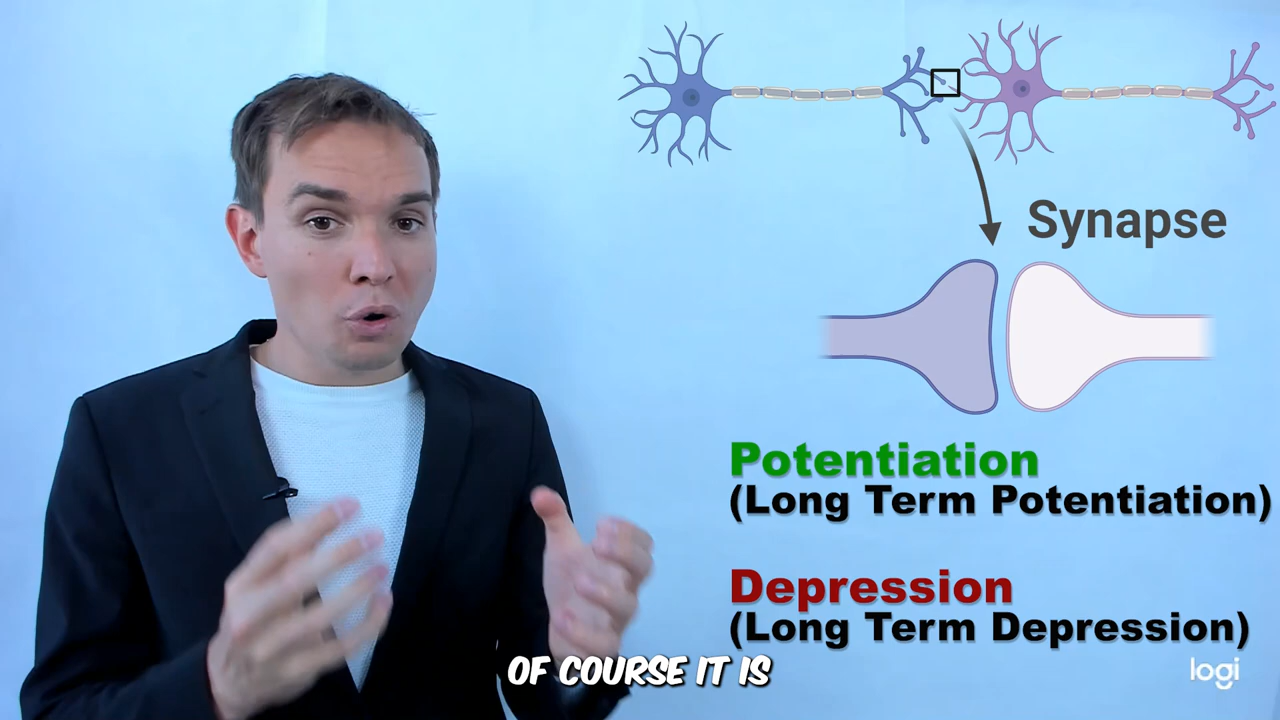 Synapse
Potentiation
(Long Term Potentiation)
Depression
(Long Term Depression)
OF COURSE IT IS
logi